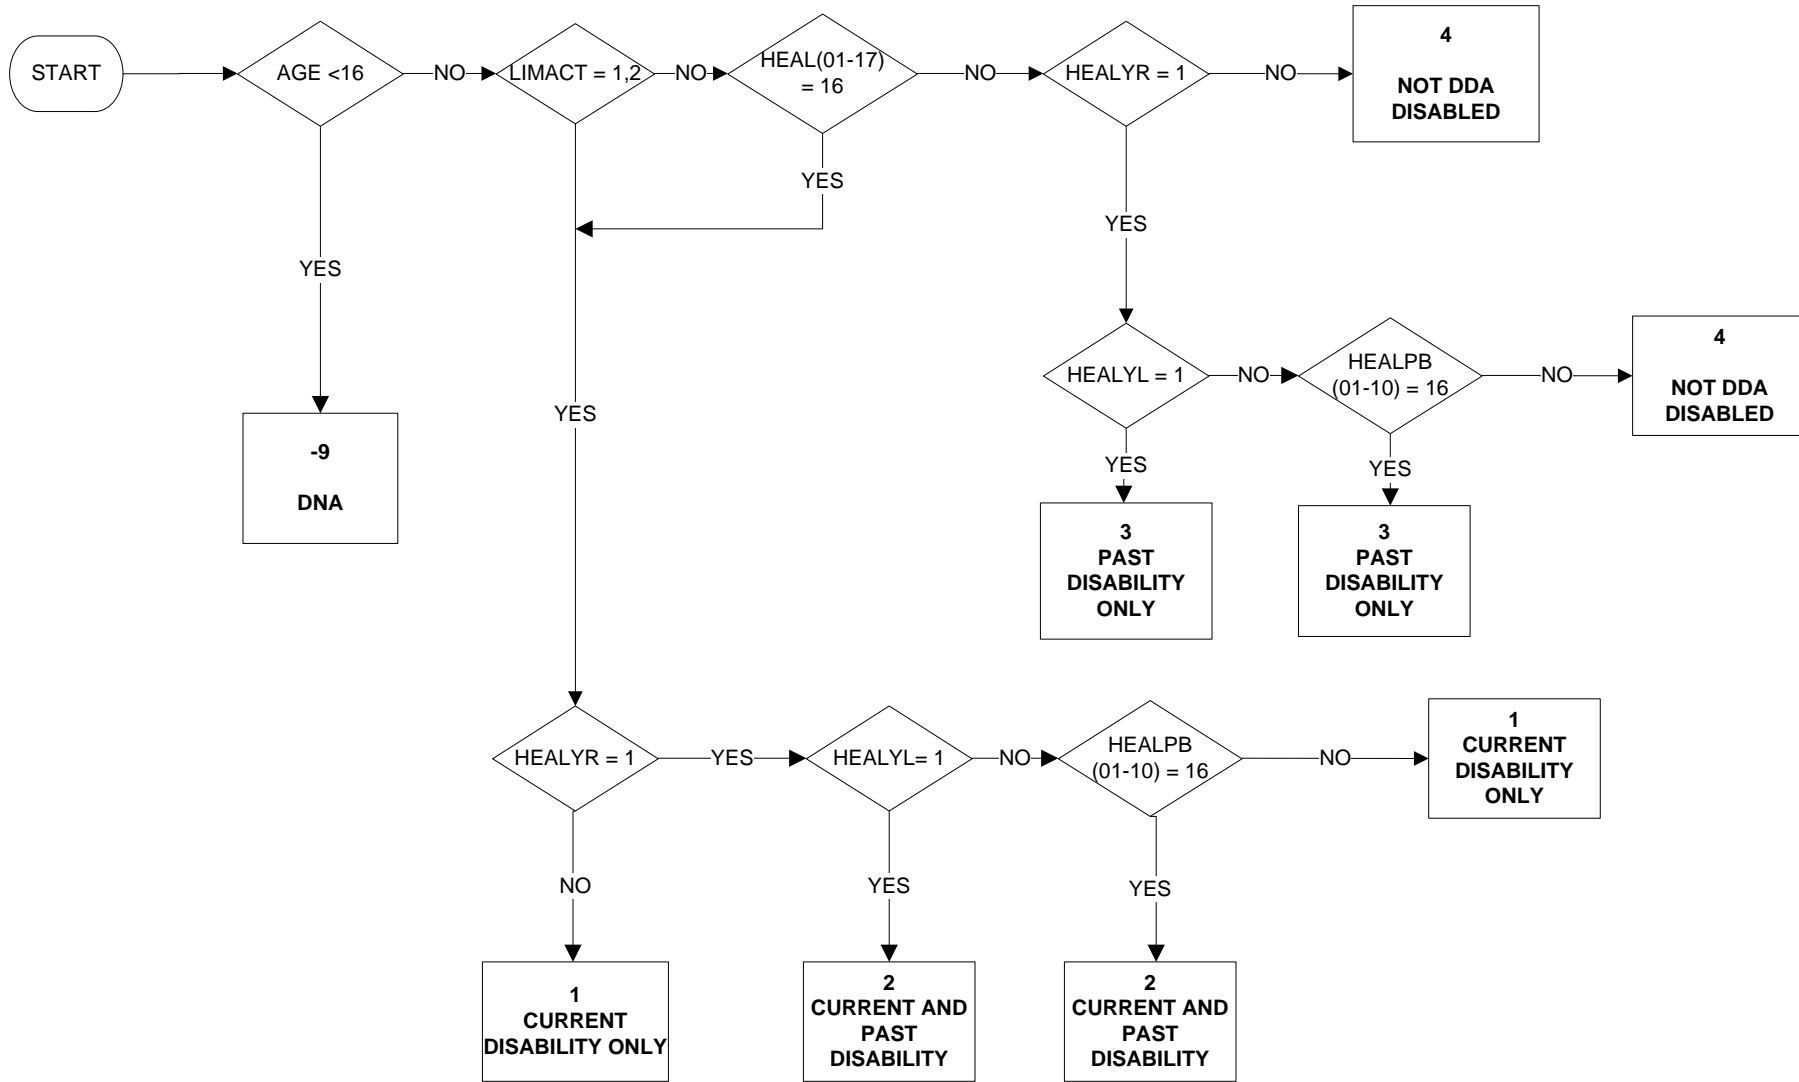 START
AGE <16
NO
LIMACT = 1,2
NO
HEAL(01-17)
= 16
NO
HEALYR = 1
NO
4
NOT DDA
DISABLED
YES
YES
YES
YES
HEALYL = 1
NO
HEALPB
(01-10) = 16
NO
4
NOT DDA
DISABLED
YES
-9
DNA
YES
YES
3
PAST
DISABILITY
ONLY
3
PAST
DISABILITY
ONLY
HEALYR = 1
YES
HEALYL= 1
NO
HEALPB
(01-10) = 16
NO
1
CURRENT
DISABILITY
ONLY
NO
YES
YES
1
CURRENT
DISABILITY ONLY
2
CURRENT AND
PAST
DISABILITY
2
CURRENT AND
PAST
DISABILITY